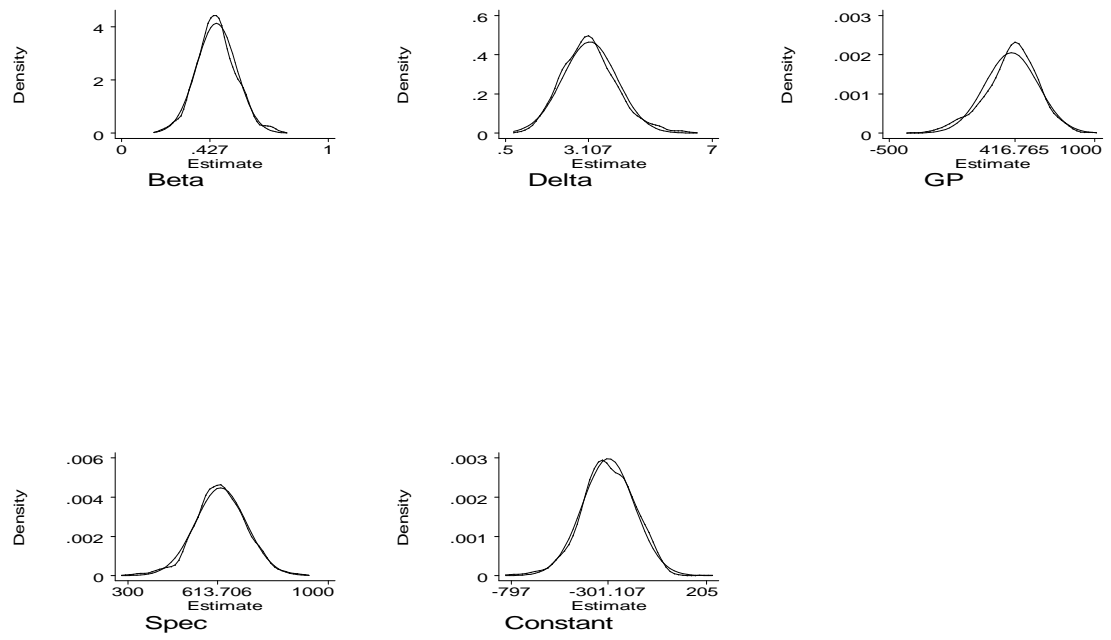 Density
4
2
0
0
.427
1
Estimate
Beta
Density
.6
.4
.2
0
.5
3.107
7
Estimate
Delta
Density
.003
.002
.001
0
-500
416.765
1000
Estimate
GP
Density
.006
.004
.002
0
300
613.706
1000
Estimate
Spec
Density
.003
.002
.001
0
-797
-301.107
205
Estimate
Constant